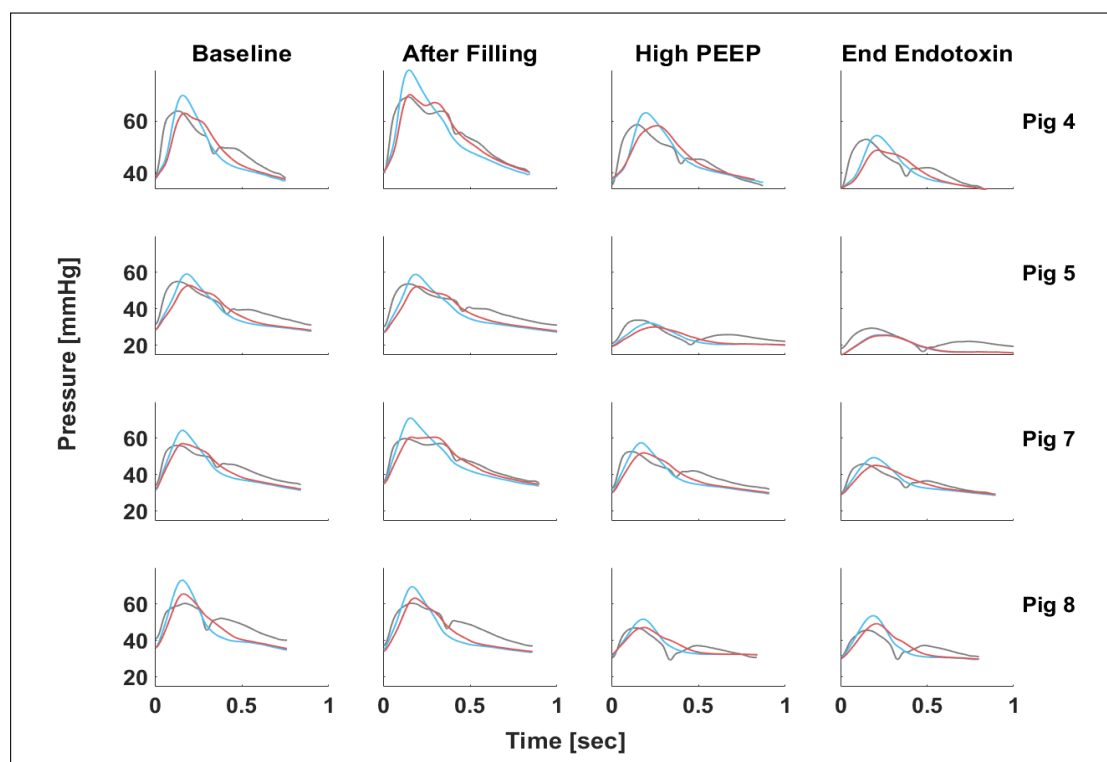 Baseline After Filling High PEEP End Endotoxin
60
40
Pig 4
60
40
20
Pig 5
Pressure [mmHg]
60
40
20
Pig 7
60
40
20
Pig 8
0 0.5 1 0 0.5 1 0 0.5 1 0 0.5 1
Time [sec]